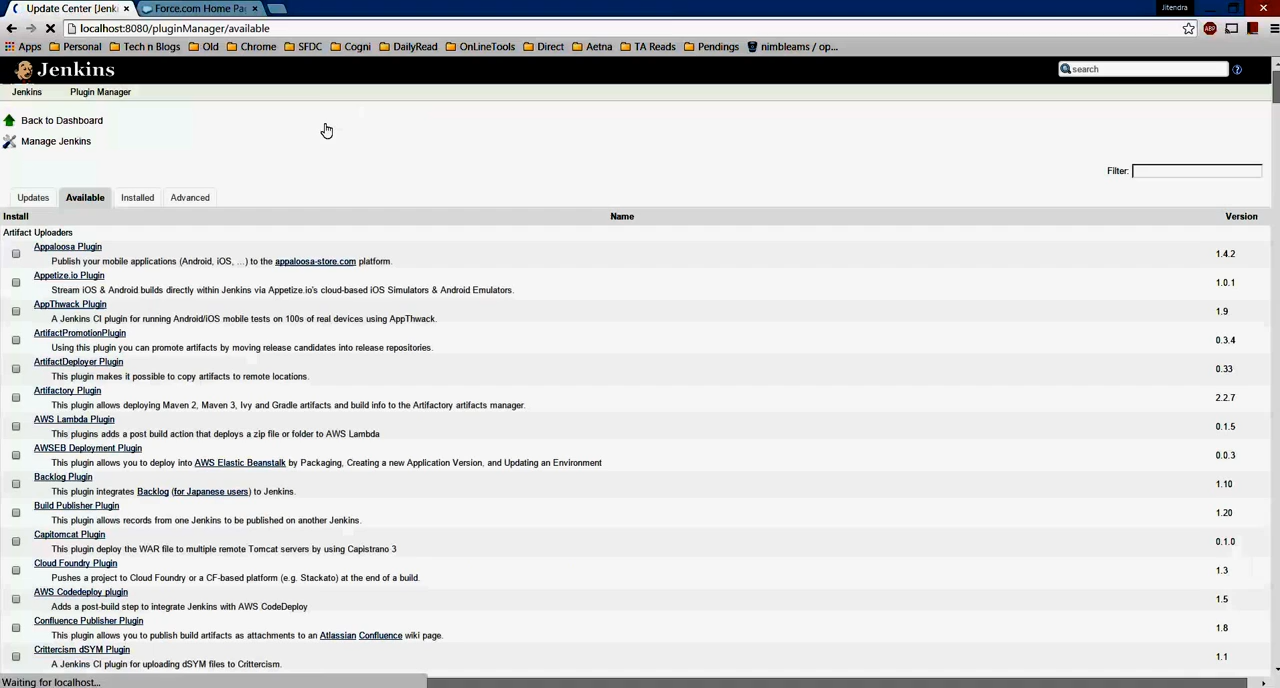 Update Center [Jenki
Force.com Home Pa
Jitendra
localhost:8080/pluginManager/available
ABP
Apps Personal Tech n Blogs Old Chrome SFDC Cogni DailyRead OnLineTools Direct Aetna TA Reads Pendings nimbleams / op...
Jenkins
search
Jenkins Plugin Manager
Back to Dashboard
Manage Jenkins
Filter:
Updates Available Installed Advanced
Install Name Version
Artifact Uploaders
Appaloosa Plugin
Publish your mobile applications (Android, iOS, ...) to the appaloosa-store.com platform.
1.4.2
Appetize.io Plugin
Stream iOS & Android builds directly within Jenkins via Appetize.io's cloud-based iOS Simulators & Android Emulators.
1.0.1
AppThwack Plugin
A Jenkins CI plugin for running Android/iOS mobile tests on 100s of real devices using AppThwack.
1.9
ArtifactPromotionPlugin
Using this plugin you can promote artifacts by moving release candidates into release repositories.
0.3.4
ArtifactDeployer Plugin
This plugin makes it possible to copy artifacts to remote locations.
0.33
Artifactory Plugin
This plugin allows deploying Maven 2, Maven 3, Ivy and Gradle artifacts and build info to the Artifactory artifacts manager.
2.2.7
AWS Lambda Plugin
This plugins adds a post build action that deploys a zip file or folder to AWS Lambda
0.1.5
AWSEB Deployment Plugin
This plugin allows you to deploy into AWS Elastic Beanstalk by Packaging, Creating a new Application Version, and Updating an Environment
0.0.3
Backlog Plugin
This plugin integrates Backlog (for Japanese users) to Jenkins.
1.10
Build Publisher Plugin
This plugin allows records from one Jenkins to be published on another Jenkins.
1.20
Capitomcat Plugin
This plugin deploy the WAR file to multiple remote Tomcat servers by using Capistrano 3
0.1.0
Cloud Foundry Plugin
Pushes a project to Cloud Foundry or a CF-based platform (e.g. Stackato) at the end of a build.
1.3
AWS Codedeploy plugin
Adds a post-build step to integrate Jenkins with AWS CodeDeploy
1.5
Confluence Publisher Plugin
This plugin allows you to publish build artifacts as attachments to an Atlassian Confluence wiki page.
1.8
Crittercism dSYM Plugin
A Jenkins CI plugin for uploading dSYM files to Crittercism.
1.1
Waiting for localhost...